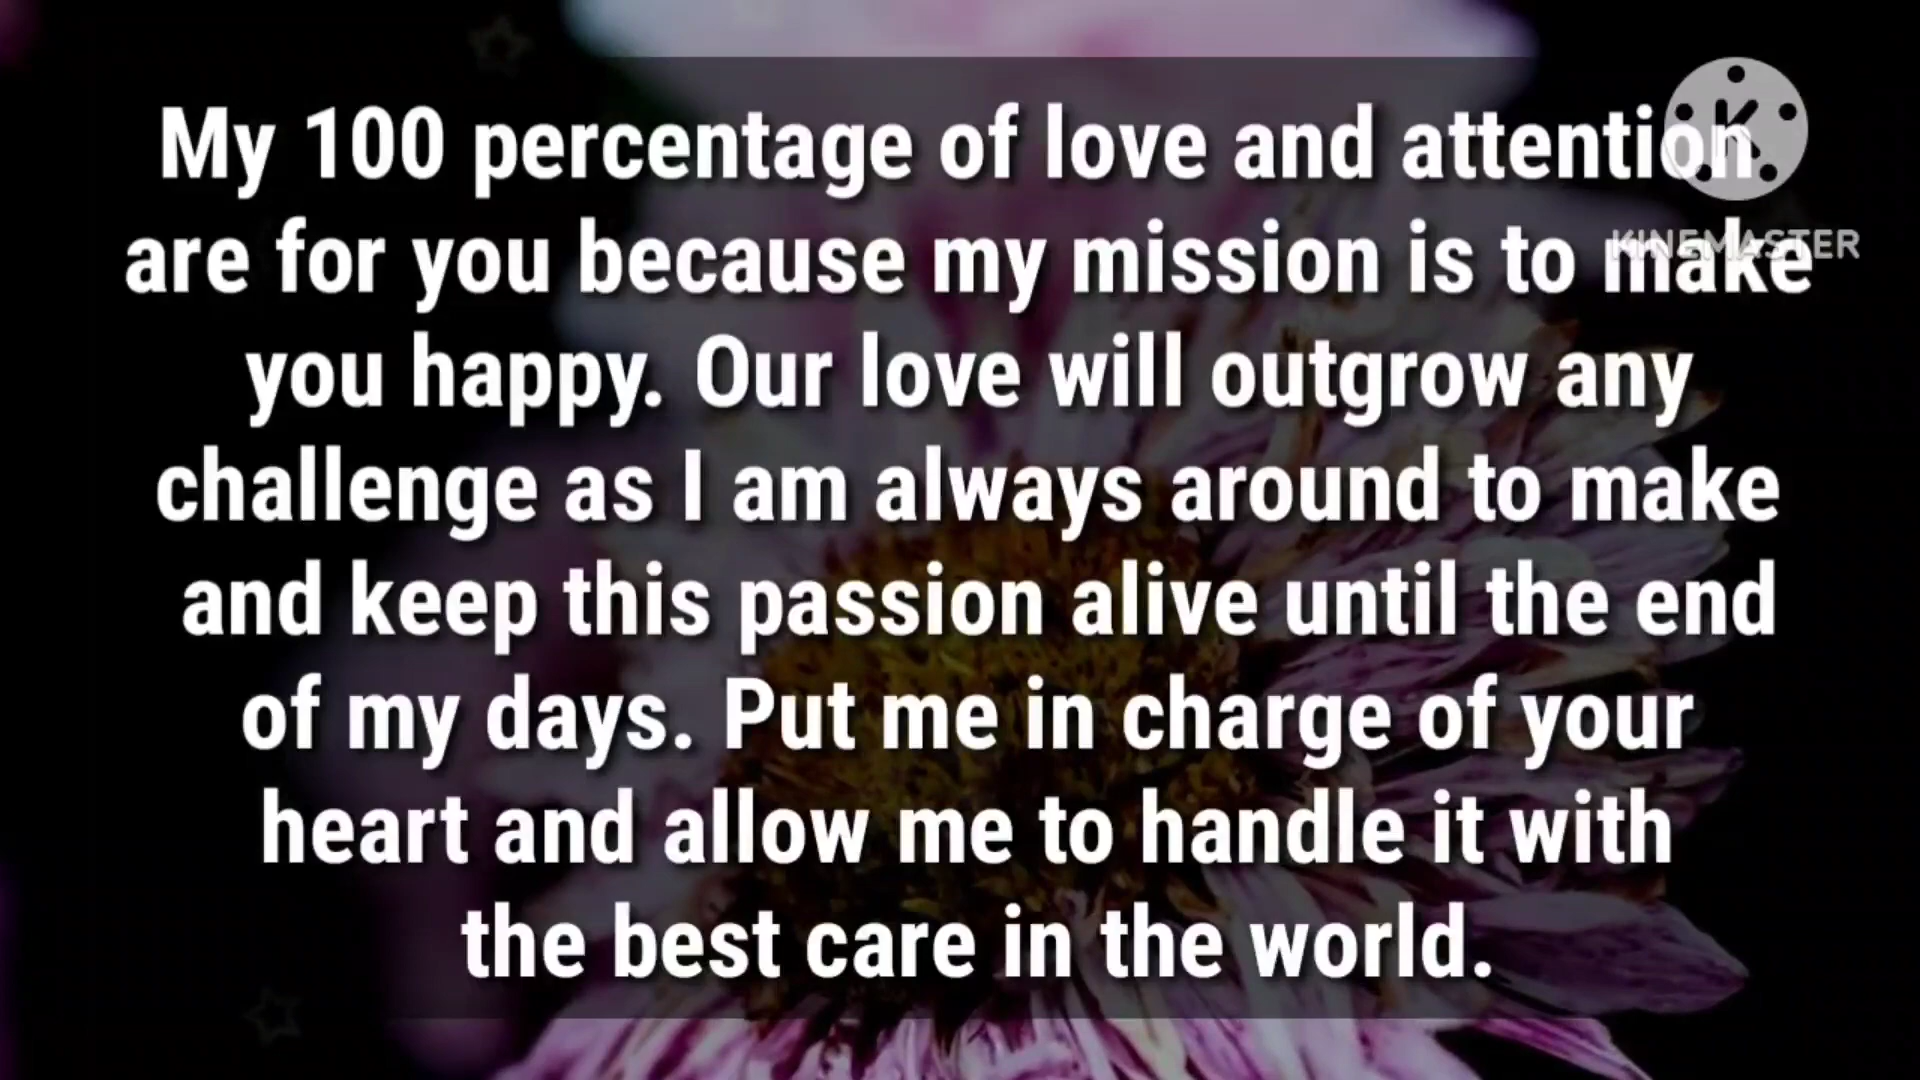 My 100 percentage of love and attention
are for you because my mission is to make
you happy. Our love will outgrow any
challenge as I am always around to make
and keep this passion alive until the end
of my days. Put me in charge of your
heart and allow me to handle it with
the best care in the world.
K
KINEMASTER